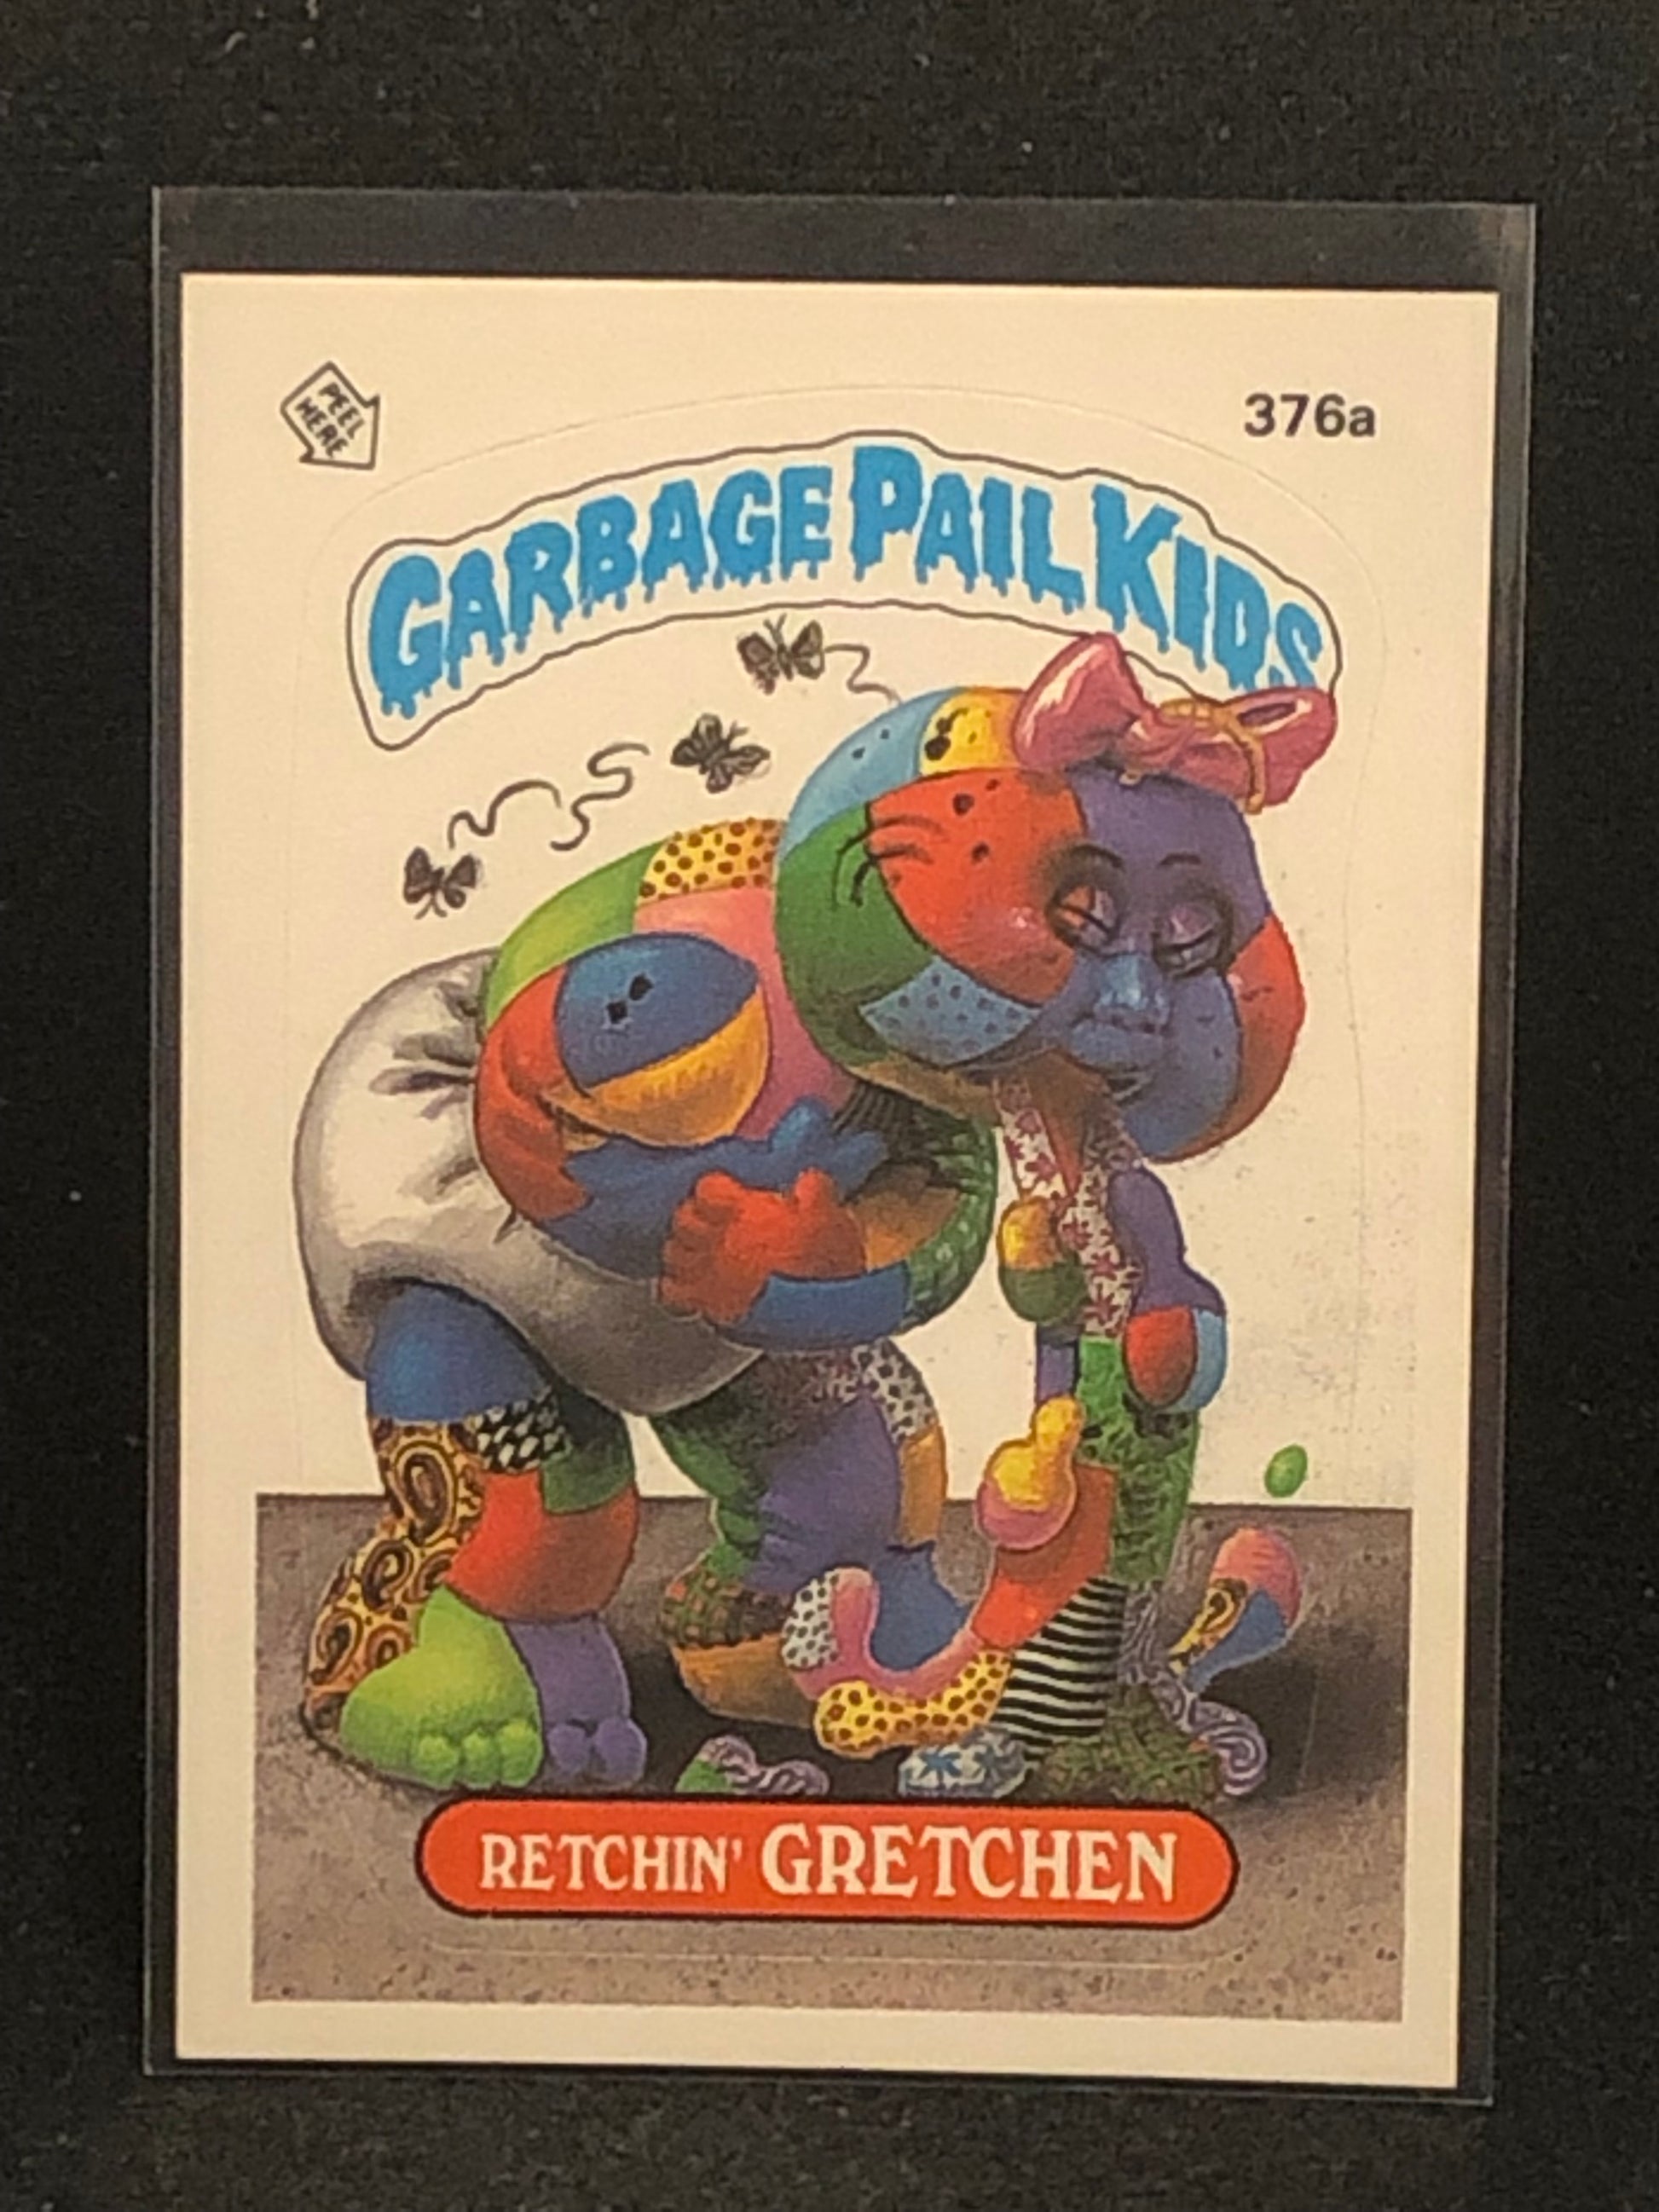 PEEL
HERE
376a
GARBAGE PAIL KIDS
RETCHIN' GRETCHEN